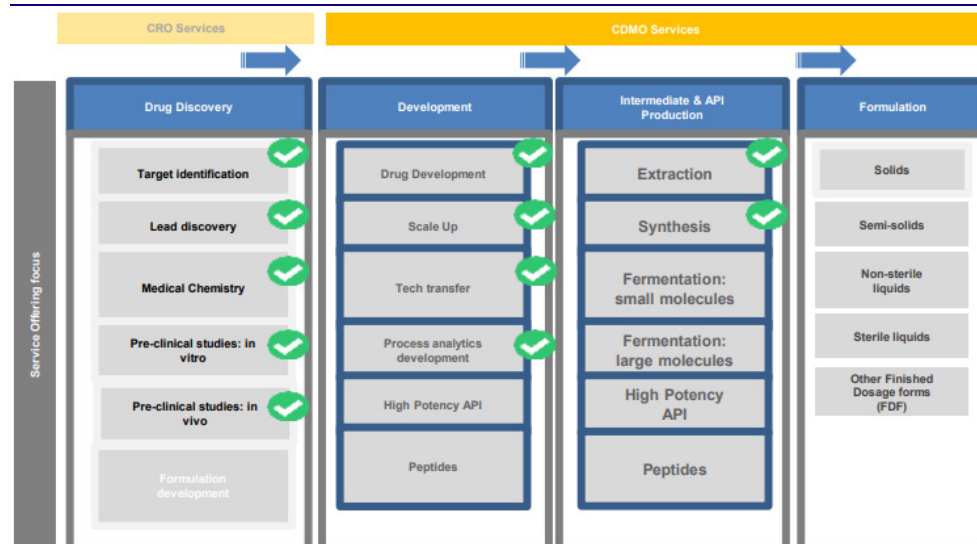 CRO Services
CDMO Services
Service Offering focus
Drug Discovery
Target identification
Lead discovery
Medical Chemistry
Pre-clinical studies: in
vitro
Pre-clinical studies: in
vivo
Formulation
development
Development
Drug Development
Scale Up
Tech transfer
Process analytics
development
High Potency API
Peptides
Intermediate & API
Production
Extraction
Synthesis
Fermentation:
small molecules
Fermentation:
large molecules
High Potency
API
Peptides
Formulation
Solids
Semi-solids
Non-sterile
liquids
Sterile liquids
Other Finished
Dosage forms
(FDF)